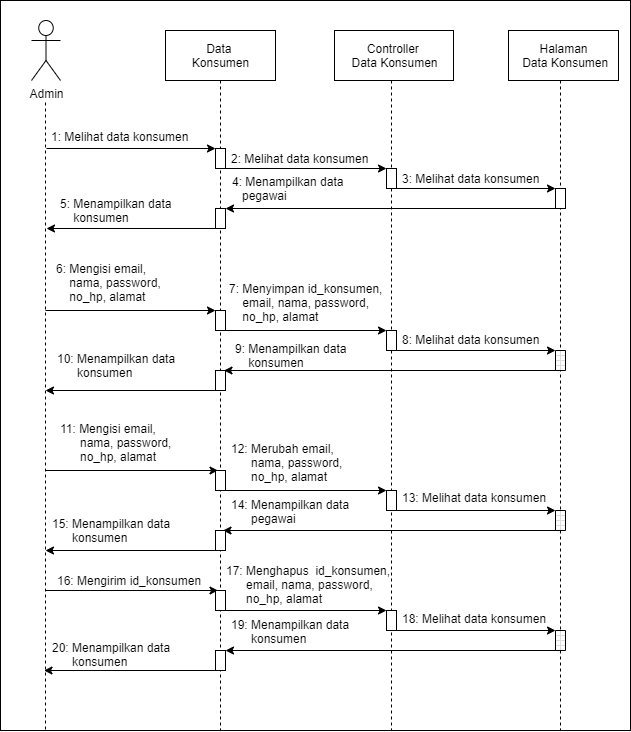 Admin
Data
Konsumen
Controller
Data Konsumen
Halaman
Data Konsumen
1: Melihat data konsumen
2: Melihat data konsumen
3: Melihat data konsumen
4: Menampilkan data
pegawai
5: Menampilkan data
konsumen
6: Mengisi email,
nama, password,
no_hp, alamat
7: Menyimpan id_konsumen,
email, nama, password,
no_hp, alamat
8: Melihat data konsumen
9: Menampilkan data
konsumen
10: Menampilkan data
konsumen
11: Mengisi email,
nama, password,
no_hp, alamat
12: Merubah email,
nama, password,
no_hp, alamat
13: Melihat data konsumen
14: Menampilkan data
pegawai
15: Menampilkan data
konsumen
16: Mengirim id_konsumen
17: Menghapus  id_konsumen,
email, nama, password,
no_hp, alamat
18: Melihat data konsumen
19: Menampilkan data
konsumen
20: Menampilkan data
konsumen